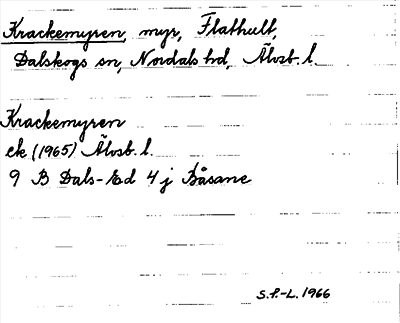 Krackemyren, myr, Flathult,
Dalskogs sn, Nordals hd, Älvsb. l.
Krackemyren
ek (1965) Älvsb. l.
9 B Dals-Ed 4 j Båsane
S.F.-L. 1966